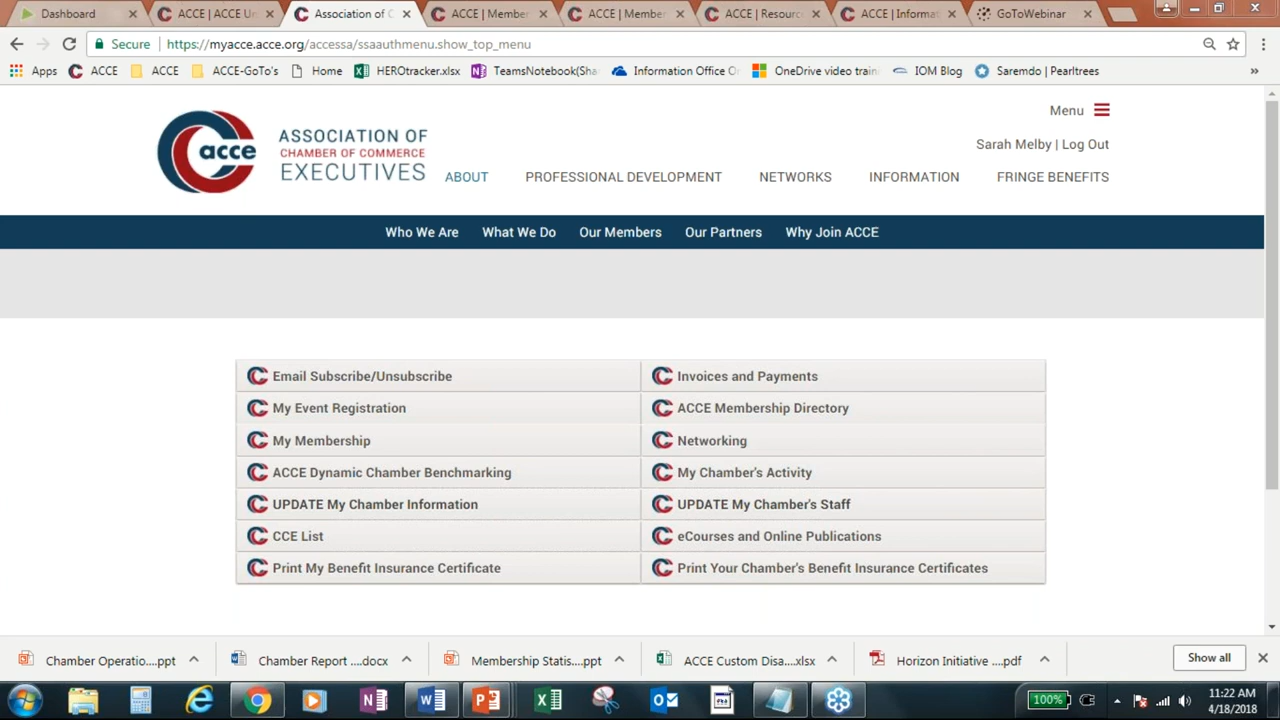 Dashboard
ACCE | ACCE Un
Association of C
ACCE | Member
ACCE | Member
ACCE | Resourc
ACCE | Informat
GoToWebinar
Secure
https://myacce.acce.org/accessa/ssaauthmenu.show_top_menu
Apps
ACCE
ACCE
ACCE-GoTo's
Home
HEROtracker.xlsx
TeamsNotebook(Sha
Information Office O
OneDrive video train
IOM Blog
Saremdo | Pearltrees
»
Menu
acce
ASSOCIATION OF
CHAMBER OF COMMERCE
EXECUTIVES
Sarah Melby | Log Out
ABOUT
PROFESSIONAL DEVELOPMENT
NETWORKS
INFORMATION
FRINGE BENEFITS
Who We Are
What We Do
Our Members
Our Partners
Why Join ACCE
Email Subscribe/Unsubscribe
Invoices and Payments
My Event Registration
ACCE Membership Directory
My Membership
Networking
ACCE Dynamic Chamber Benchmarking
My Chamber's Activity
UPDATE My Chamber Information
UPDATE My Chamber's Staff
CCE List
eCourses and Online Publications
Print My Benefit Insurance Certificate
Print Your Chamber's Benefit Insurance Certificates
Chamber Operatio....ppt
Chamber Report ....docx
Membership Statis....ppt
ACCE Custom Disa....xlsx
Horizon Initiative ....pdf
Show all
100%
11:22 AM
4/18/2018